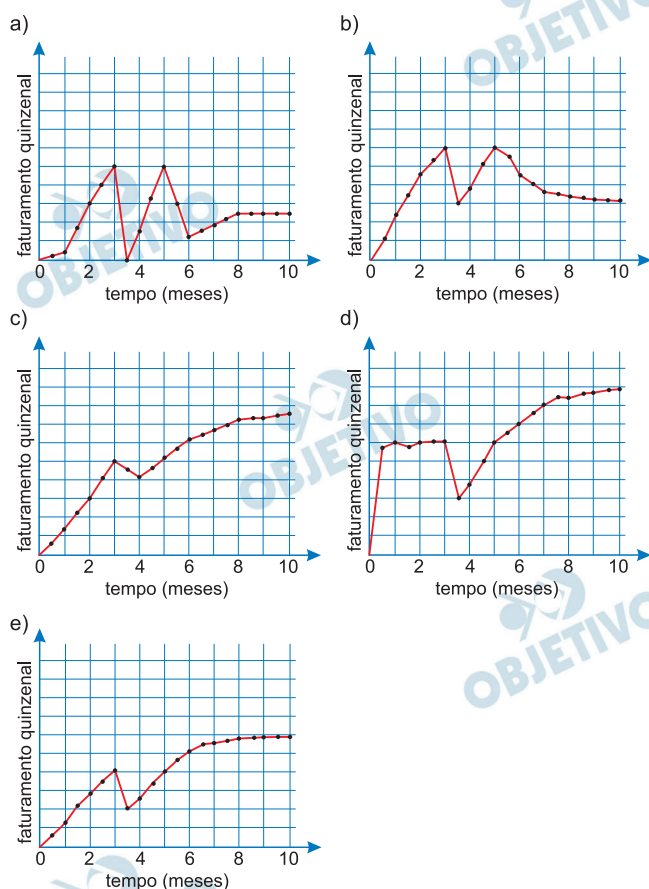 a)
faturamento quinzenal
0 2 4 6 8 10
tempo (meses)
b)
faturamento quinzenal
0 2 4 6 8 10
tempo (meses)
c)
faturamento quinzenal
0 2 4 6 8 10
tempo (meses)
d)
faturamento quinzenal
0 2 4 6 8 10
tempo (meses)
e)
faturamento quinzenal
0 2 4 6 8 10
tempo (meses)
OBJETIVO
OBJETIVO
OBJETIVO
OBJETIVO